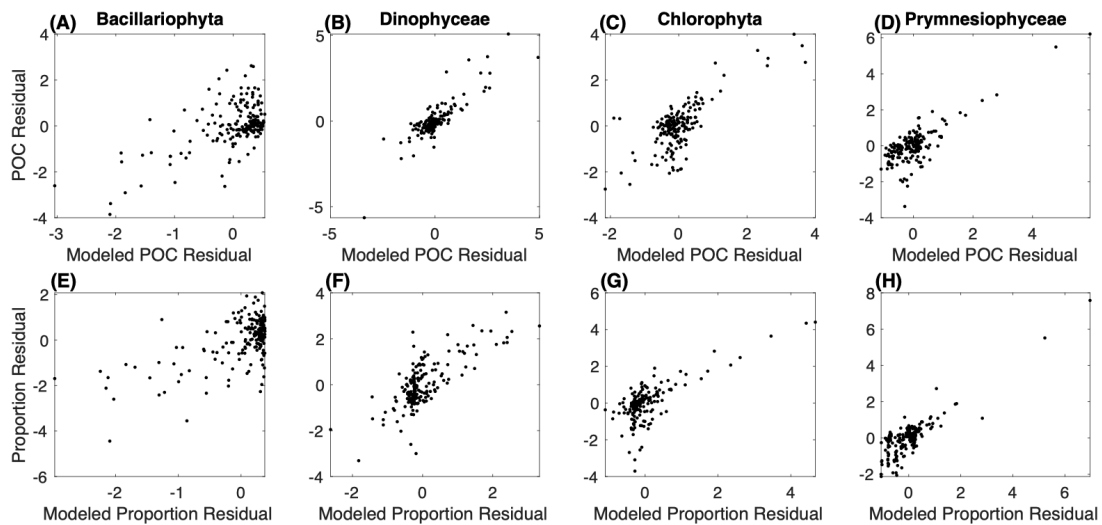 (A) Bacillariophyta
(B) Dinophyceae
(C) Chlorophyta
(D) Prymnesiophyceae
POC Residual
4
2
0
-2
-4
-3 -2 -1 0
Modeled POC Residual
5
0
-5
-5 0 5
Modeled POC Residual
4
2
0
-2
-4
-2 0 2 4
Modeled POC Residual
6
4
2
0
-2
-4
0 2 4
Modeled POC Residual
(E)
(F)
(G)
(H)
Proportion Residual
2
0
-2
-4
-6
-2 -1 0
Modeled Proportion Residual
4
2
0
-2
-4
-2 0 2
Modeled Proportion Residual
6
4
2
0
-2
-4
0 2 4
Modeled Proportion Residual
8
6
4
2
0
-2
0 2 4 6
Modeled Proportion Residual